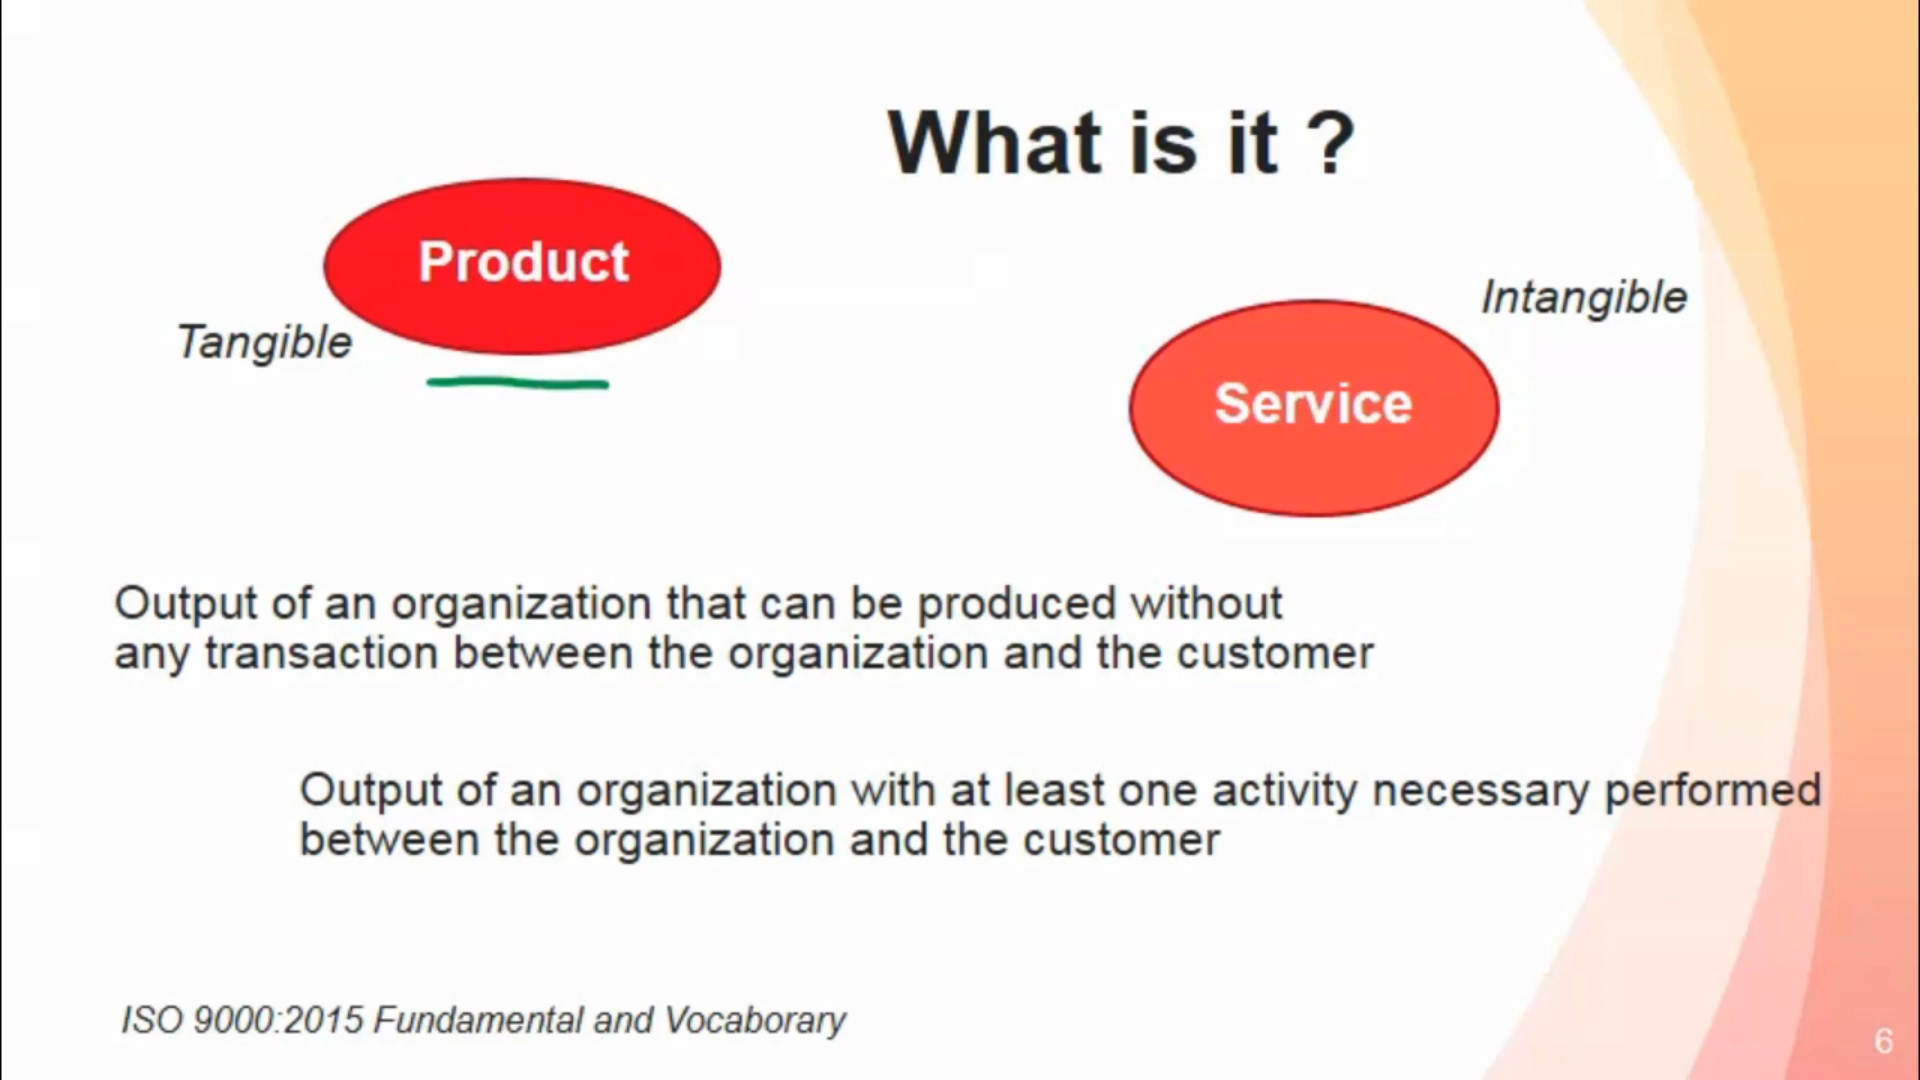 What is it ?
Product
Tangible
Intangible
Service
Output of an organization that can be produced without
any transaction between the organization and the customer
Output of an organization with at least one activity necessary performed
between the organization and the customer
ISO 9000:2015 Fundamental and Vocaborary
6